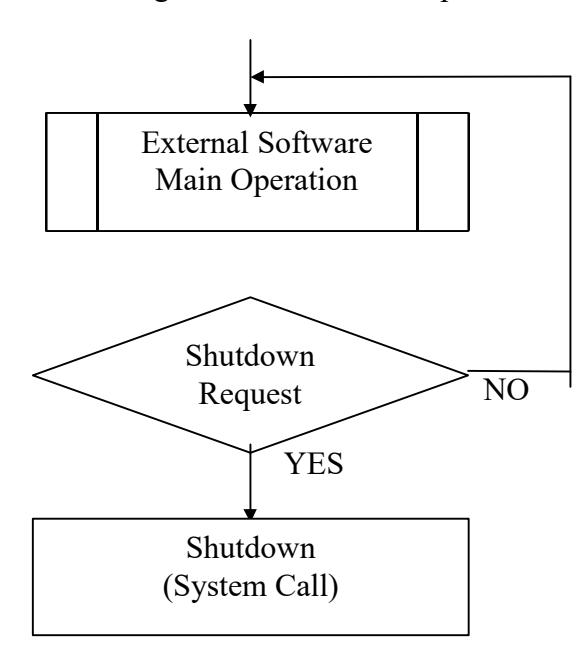 External Software
Main Operation
Shutdown
Request
NO
YES
Shutdown
(System Call)